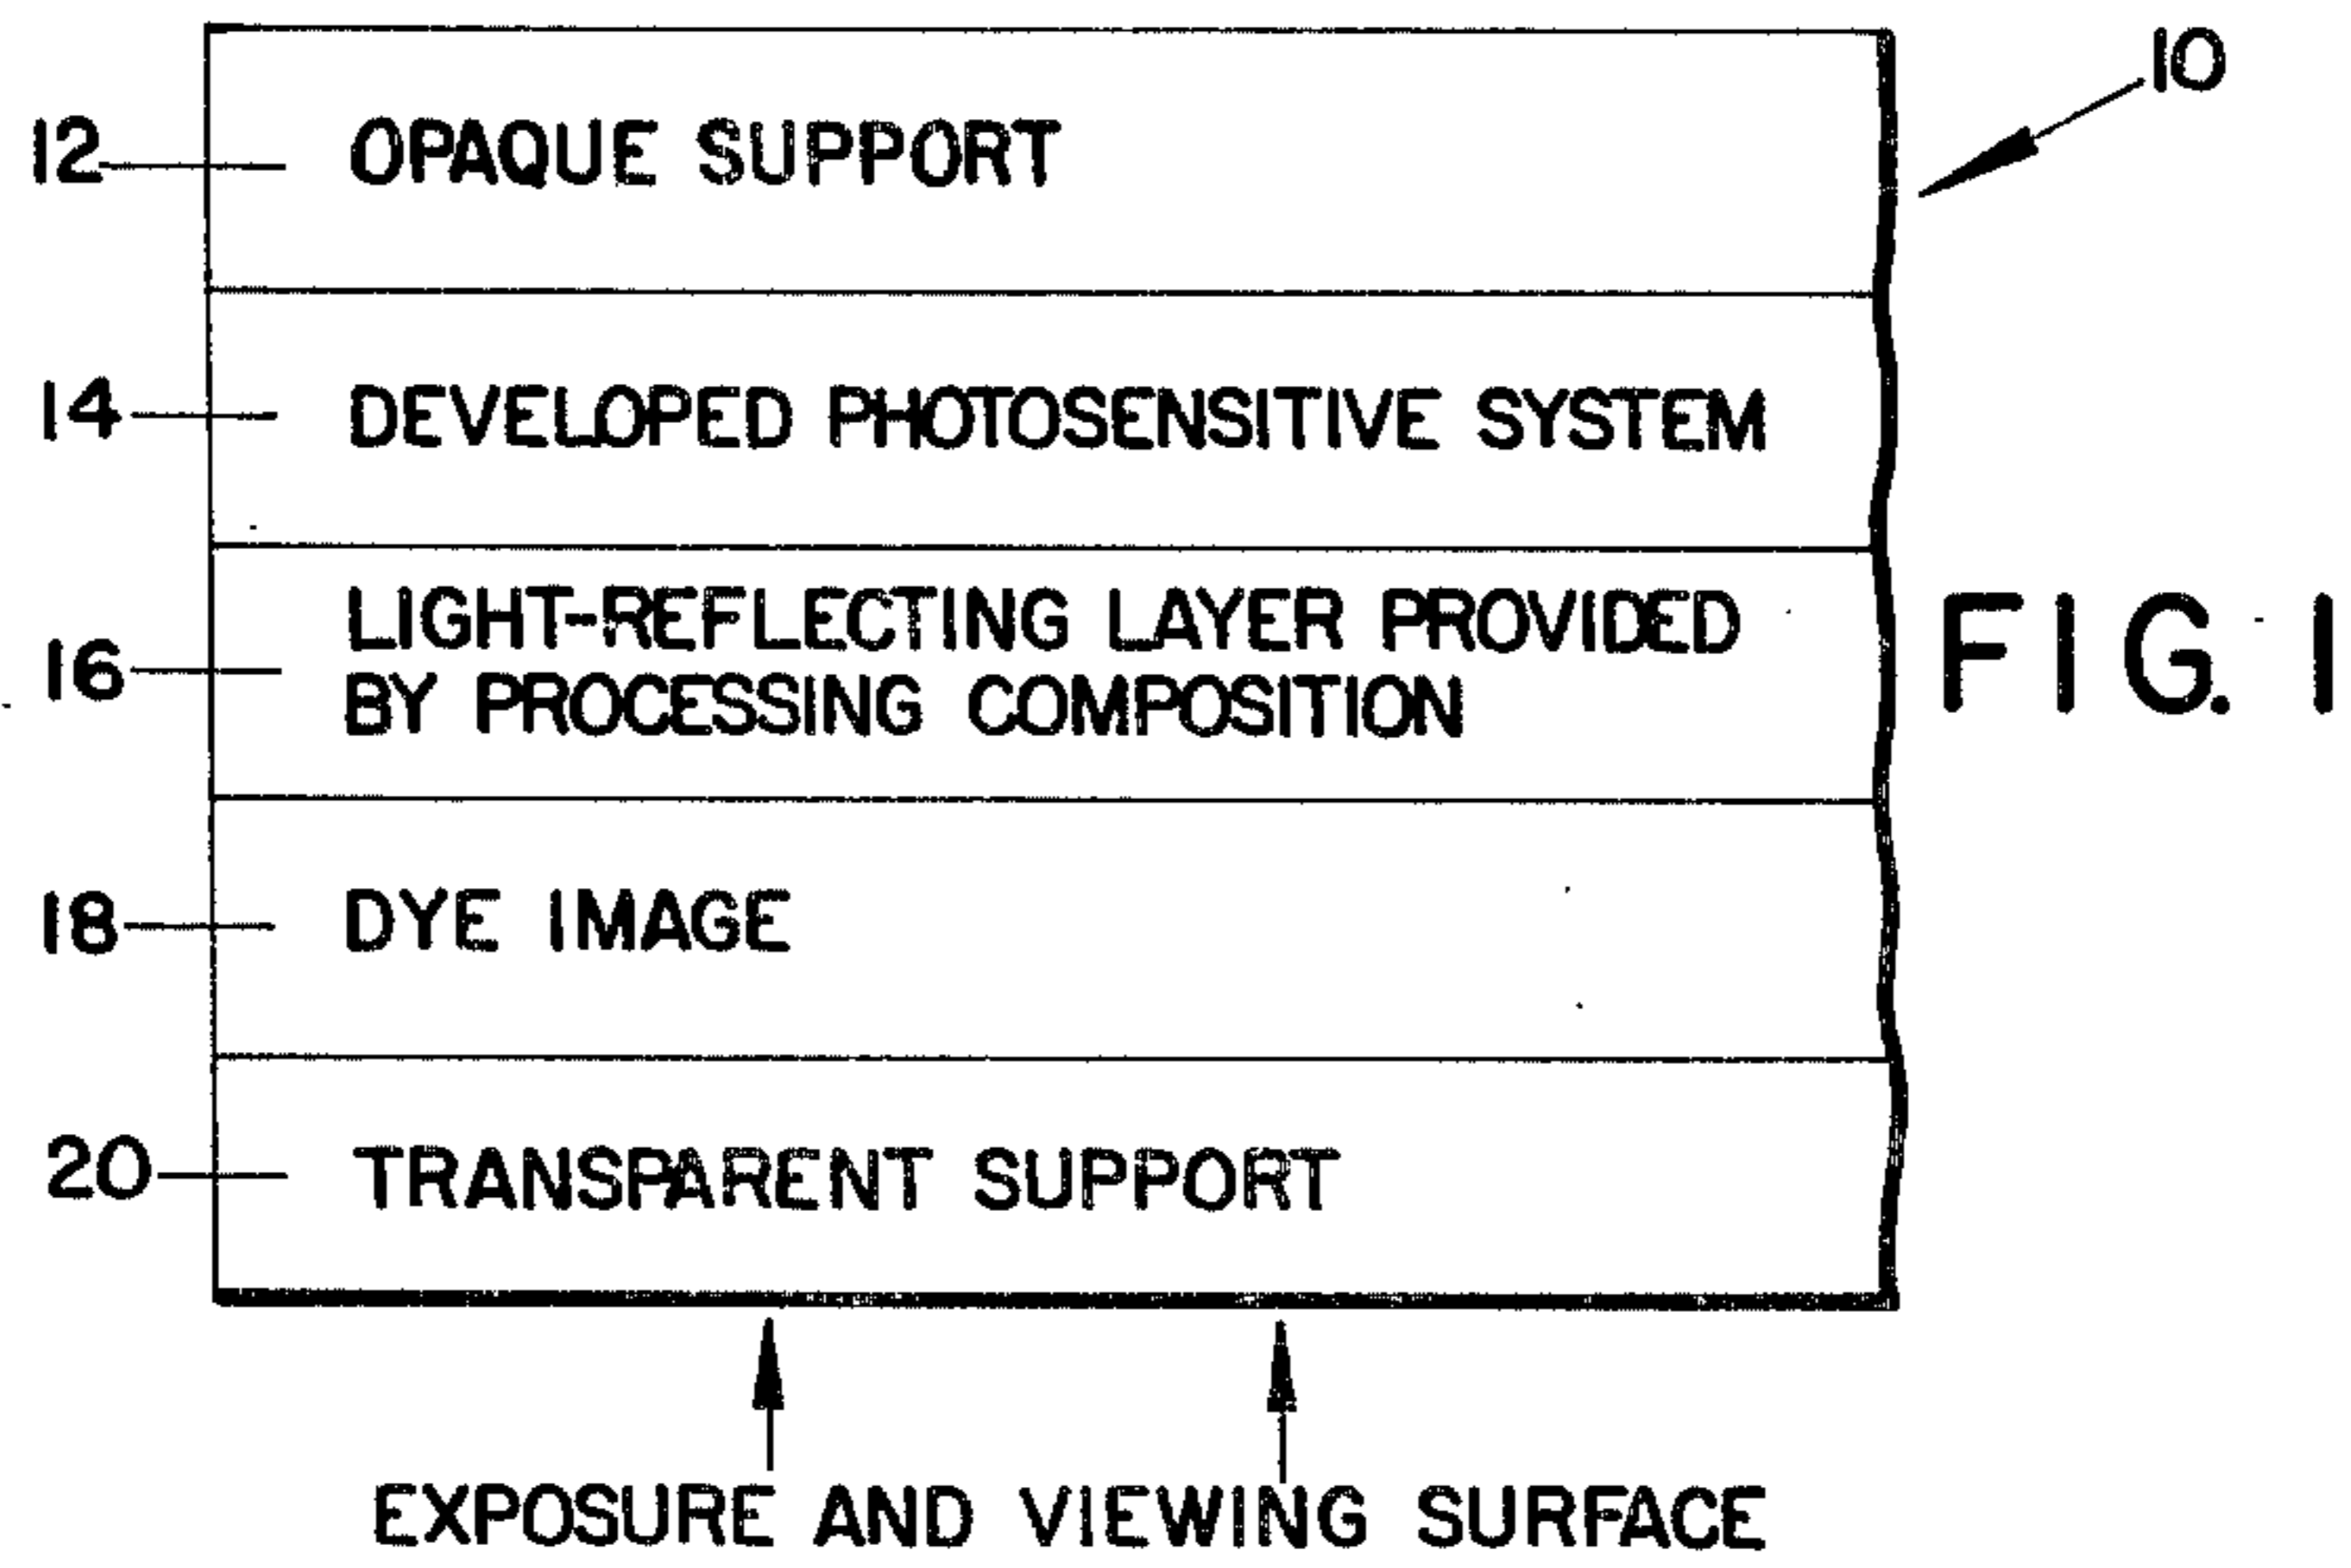 10
12 OPAQUE SUPPORT
14 DEVELOPED PHOTOSENSITIVE SYSTEM
16 LIGHT-REFLECTING LAYER PROVIDED
BY PROCESSING COMPOSITION
FIG. 1
18 DYE IMAGE
20 TRANSPARENT SUPPORT
EXPOSURE AND VIEWING SURFACE